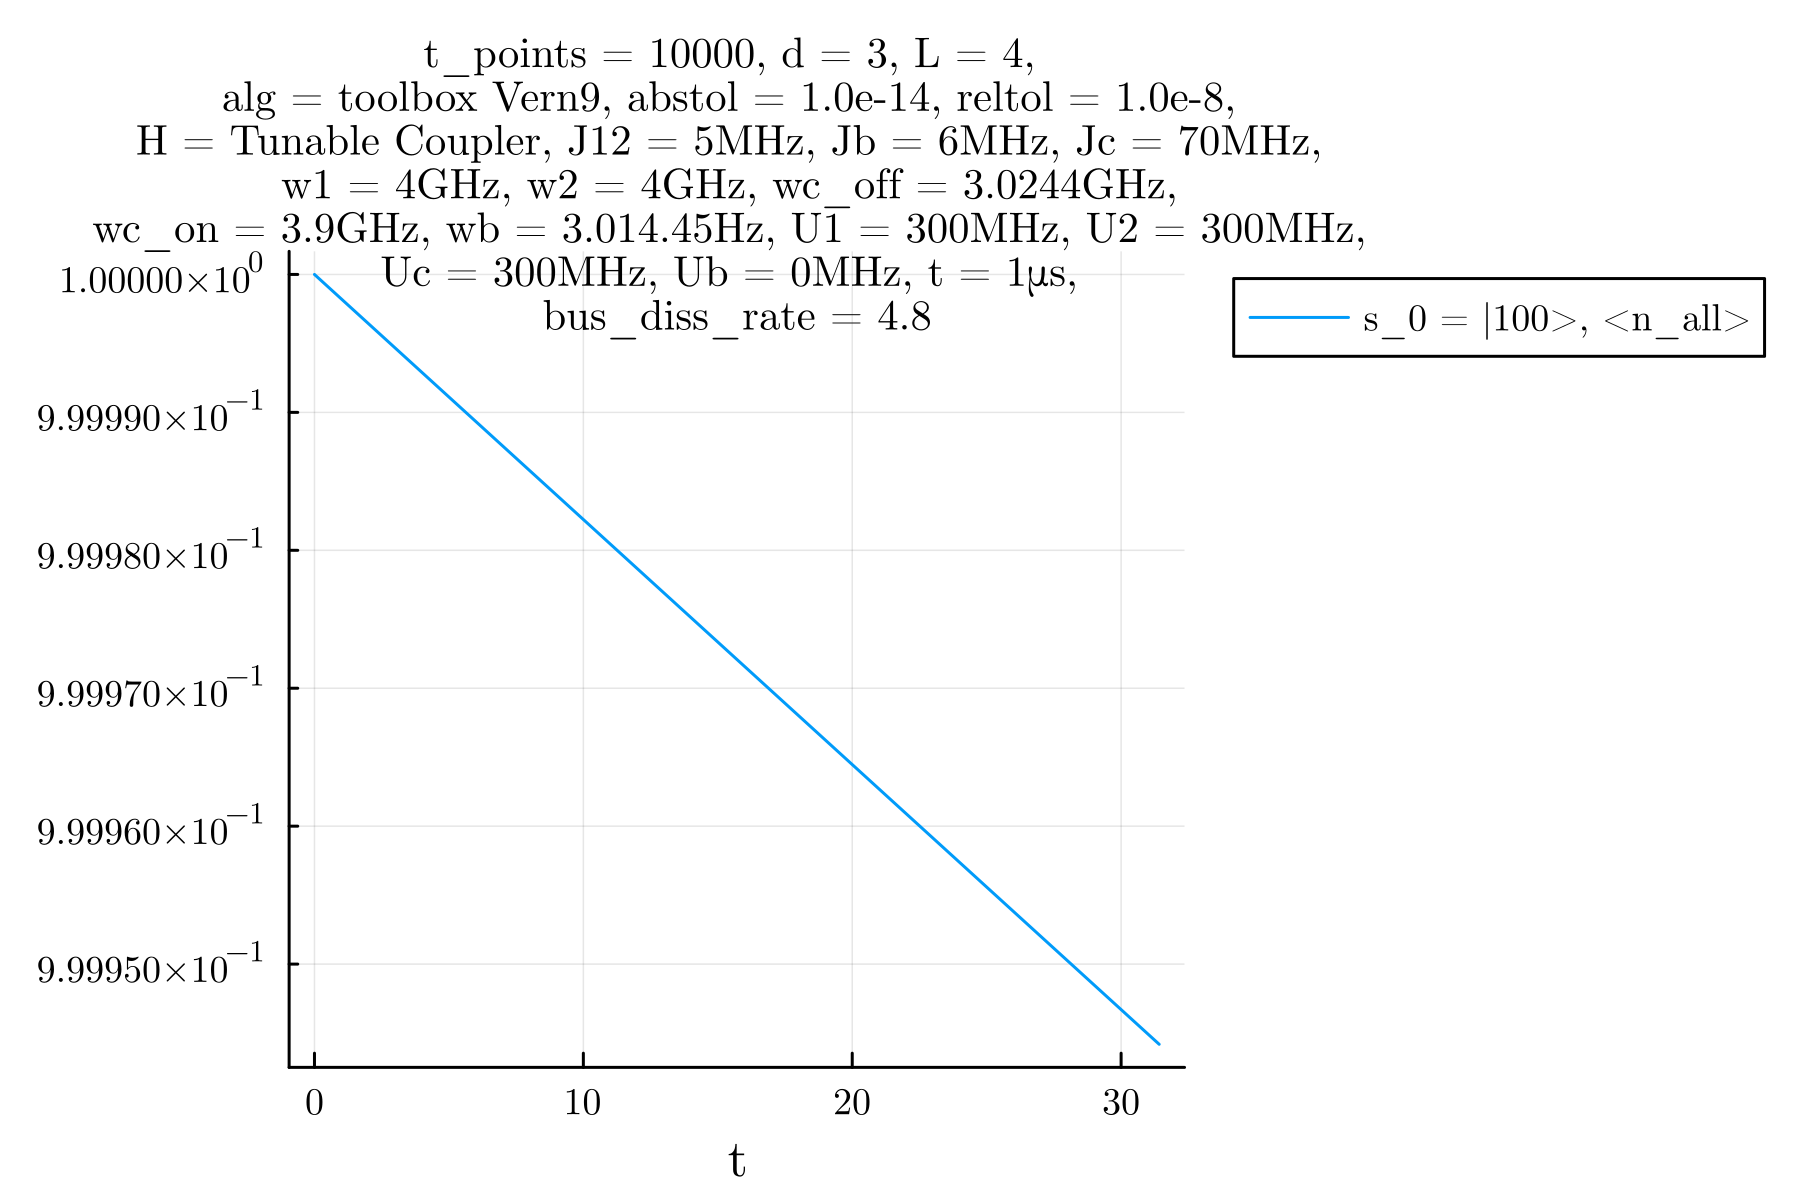 t_points = 10000, d = 3, L = 4,
alg = toolbox Vern9, abstol = 1.0e-14, reltol = 1.0e-8,
H = Tunable Coupler, J12 = 5MHz, Jb = 6MHz, Jc = 70MHz,
w1 = 4GHz, w2 = 4GHz, wc_off = 3.0244GHz,
wc_on = 3.9GHz, wb = 3.014.45Hz, U1 = 300MHz, U2 = 300MHz,
Uc = 300MHz, Ub = 0MHz, t = 1μs,
bus_diss_rate = 4.8
s_0 = |100>, <n_all>
1.00000×10⁰
9.99990×10⁻¹
9.99980×10⁻¹
9.99970×10⁻¹
9.99960×10⁻¹
9.99950×10⁻¹
0 10 20 30
t